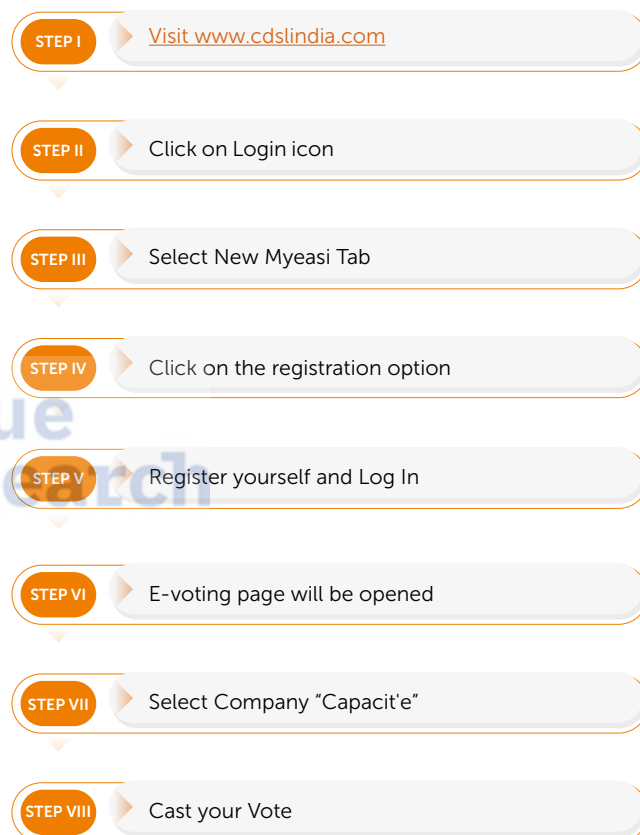 STEP I
Visit www.cdslindia.com
STEP II
Click on Login icon
STEP III
Select New Myeasi Tab
STEP IV
Click on the registration option
ue
STEP V
Register yourself and Log In
earch
STEP VI
E-voting page will be opened
STEP VII
Select Company “Capacit'e”
STEP VIII
Cast your Vote